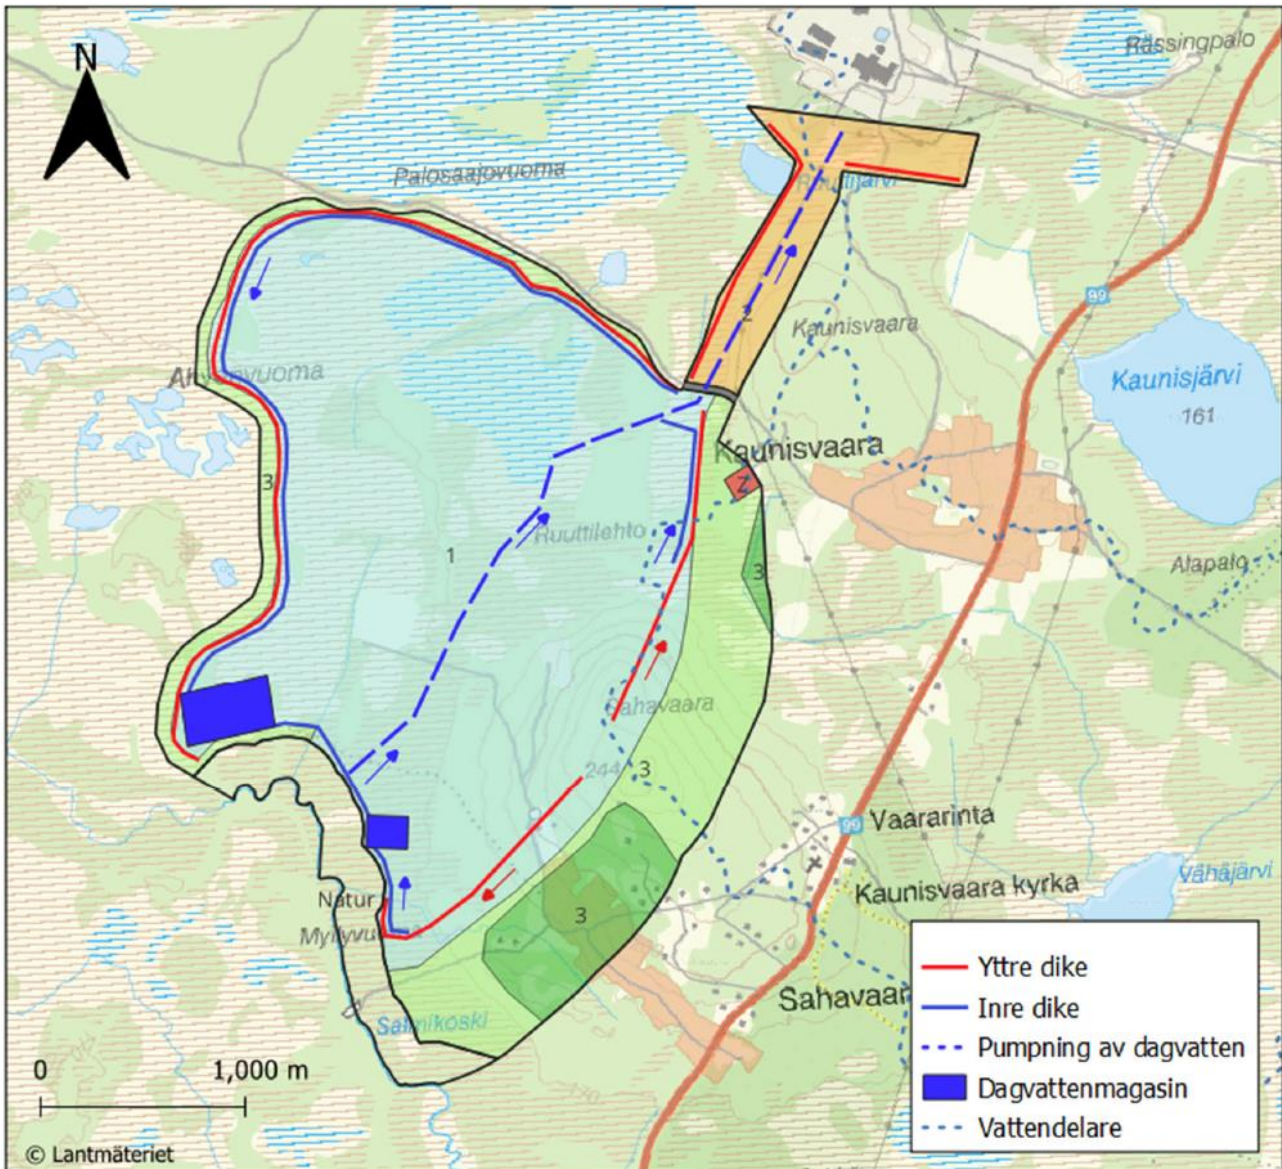 N
Rässingpalo
Palosaajovuoma
Ruuttijärvi
99
2
Kaunisvaara
Kaunisjärvi
161
Kaunisvaara
3
Ruuttilehto
1
3
Alapalo
Sahavaara
244
3
Vaararinta
99
Kaunisvaara kyrka
Vähäjärvi
Natur
3
Sahavaar
Salmikoski
Yttre dike
Inre dike
Pumpning av dagvatten
Dagvattenmagasin
Vattendelare
0 1,000 m
170
© Lantmäteriet